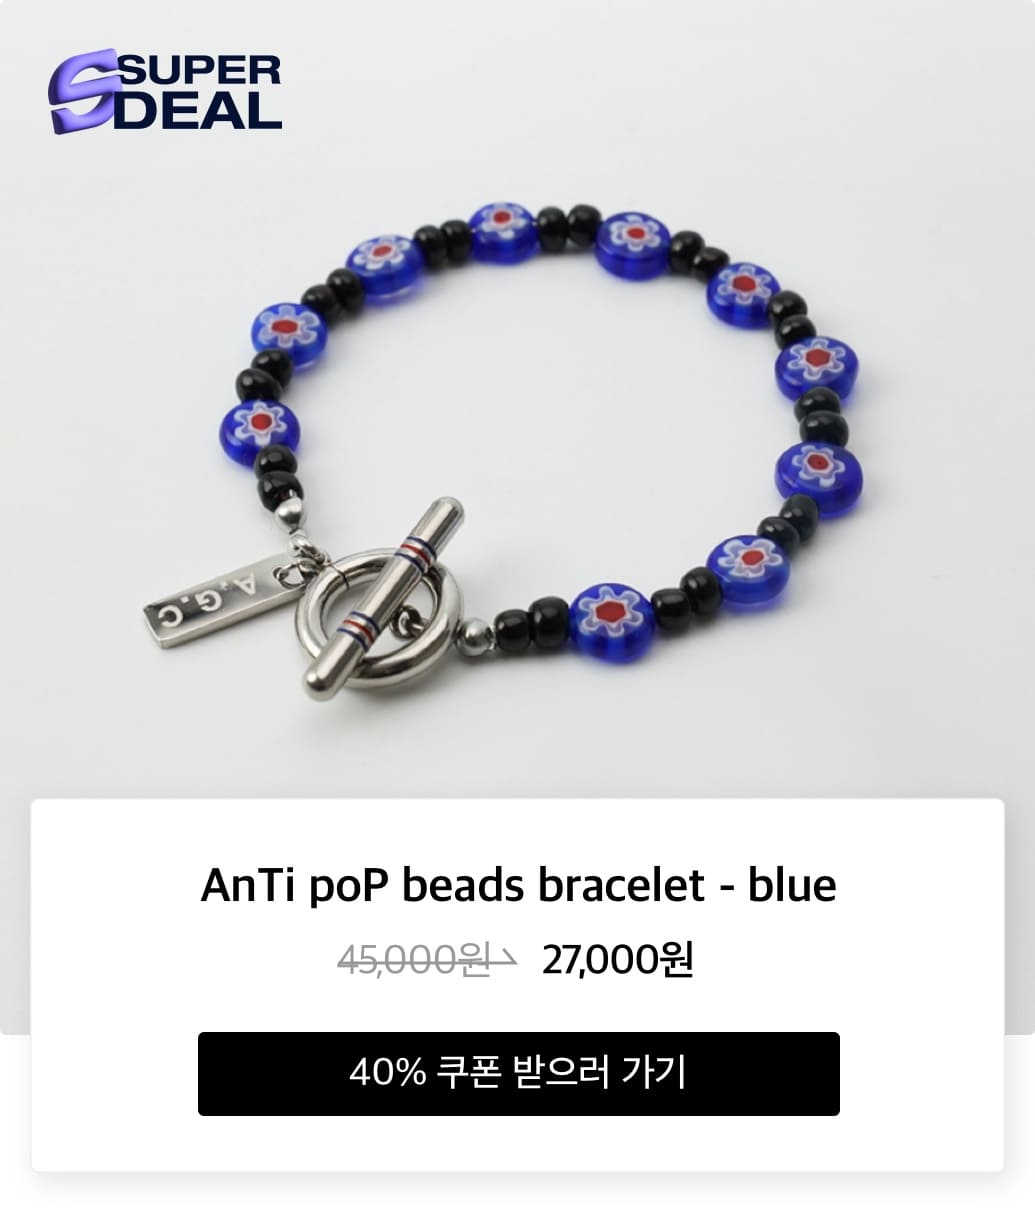 SUPER
DEAL
A.G.C
AnTi poP beads bracelet - blue
45,000원 27,000원
40% 쿠폰 받으러 가기